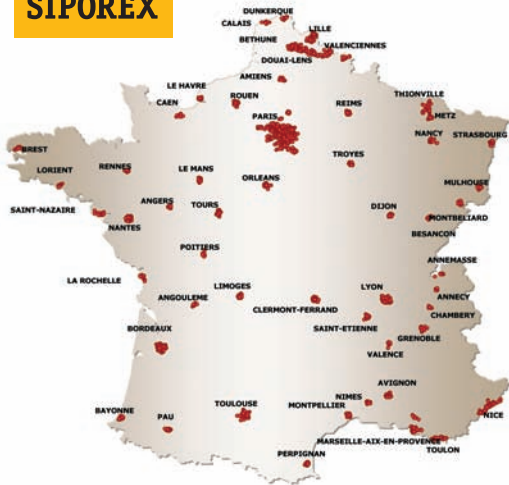 SIPOREX
DUNKERQUE
CALAIS
LILLE
BETHUNE
VALENCIENNES
DOUAI-LENS
AMIENS
LE HAVRE
ROUEN
CAEN
PARIS
REIMS
THIONVILLE
METZ
NANCY
STRASBOURG
BREST
LORIENT
RENNES
LE MANS
ORLEANS
TROYES
MULHOUSE
SAINT-NAZAIRE
ANGERS
TOURS
NANTES
DIJON
MONTBELIARD
BESANCON
POITIERS
ANNEMASSE
LA ROCHELLE
LIMOGES
LYON
ANNECY
ANGOULEME
CLERMONT-FERRAND
CHAMBERY
SAINT-ETIENNE
BORDEAUX
GRENOBLE
VALENCE
AVIGNON
NIMES
BAYONNE
PAU
TOULOUSE
MONTPELLIER
NICE
MARSEILLE-AIX-EN-PROVENCE
TOULON
PERPIGNAN